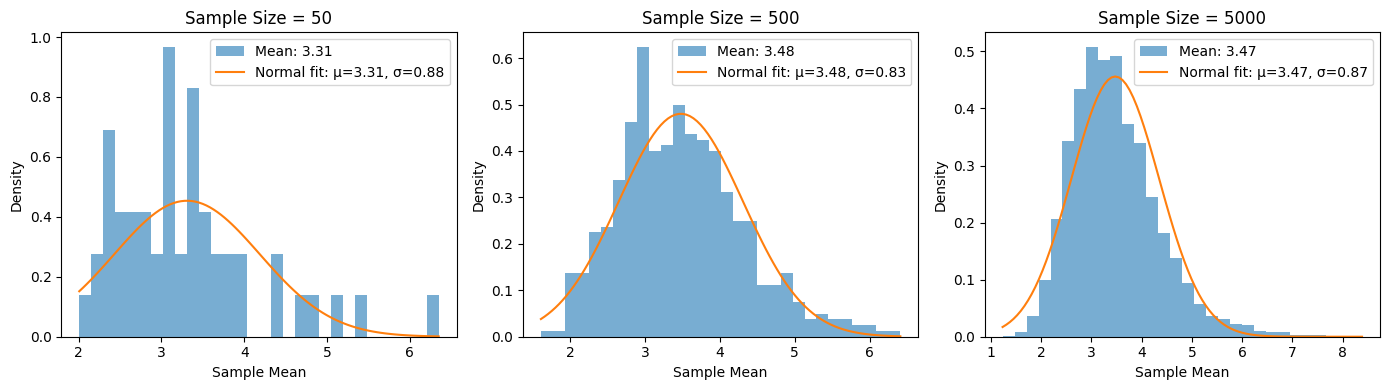 Sample Size = 50
Mean: 3.31
Normal fit: μ=3.31, σ=0.88
Density
1.0
0.8
0.6
0.4
0.2
0.0
2
3
4
5
6
Sample Mean
Sample Size = 500
Mean: 3.48
Normal fit: μ=3.48, σ=0.83
Density
0.6
0.5
0.4
0.3
0.2
0.1
0.0
2
3
4
5
6
Sample Mean
Sample Size = 5000
Mean: 3.47
Normal fit: μ=3.47, σ=0.87
Density
0.5
0.4
0.3
0.2
0.1
0.0
1
2
3
4
5
6
7
8
Sample Mean